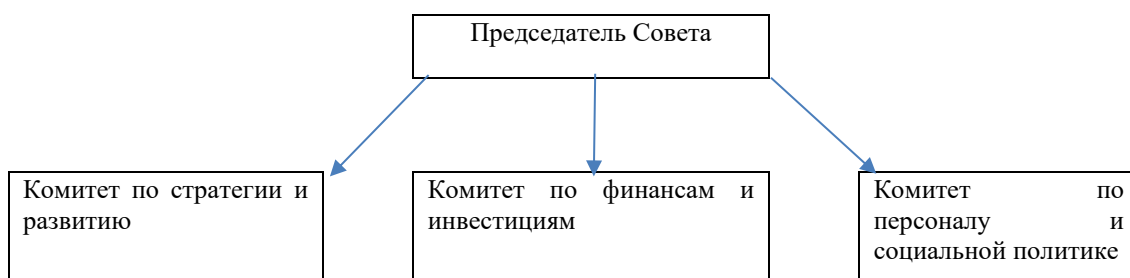 Председатель Совета
Комитет по стратегии и
развитию
Комитет по финансам и
инвестициям
Комитет по
персоналу и
социальной политике